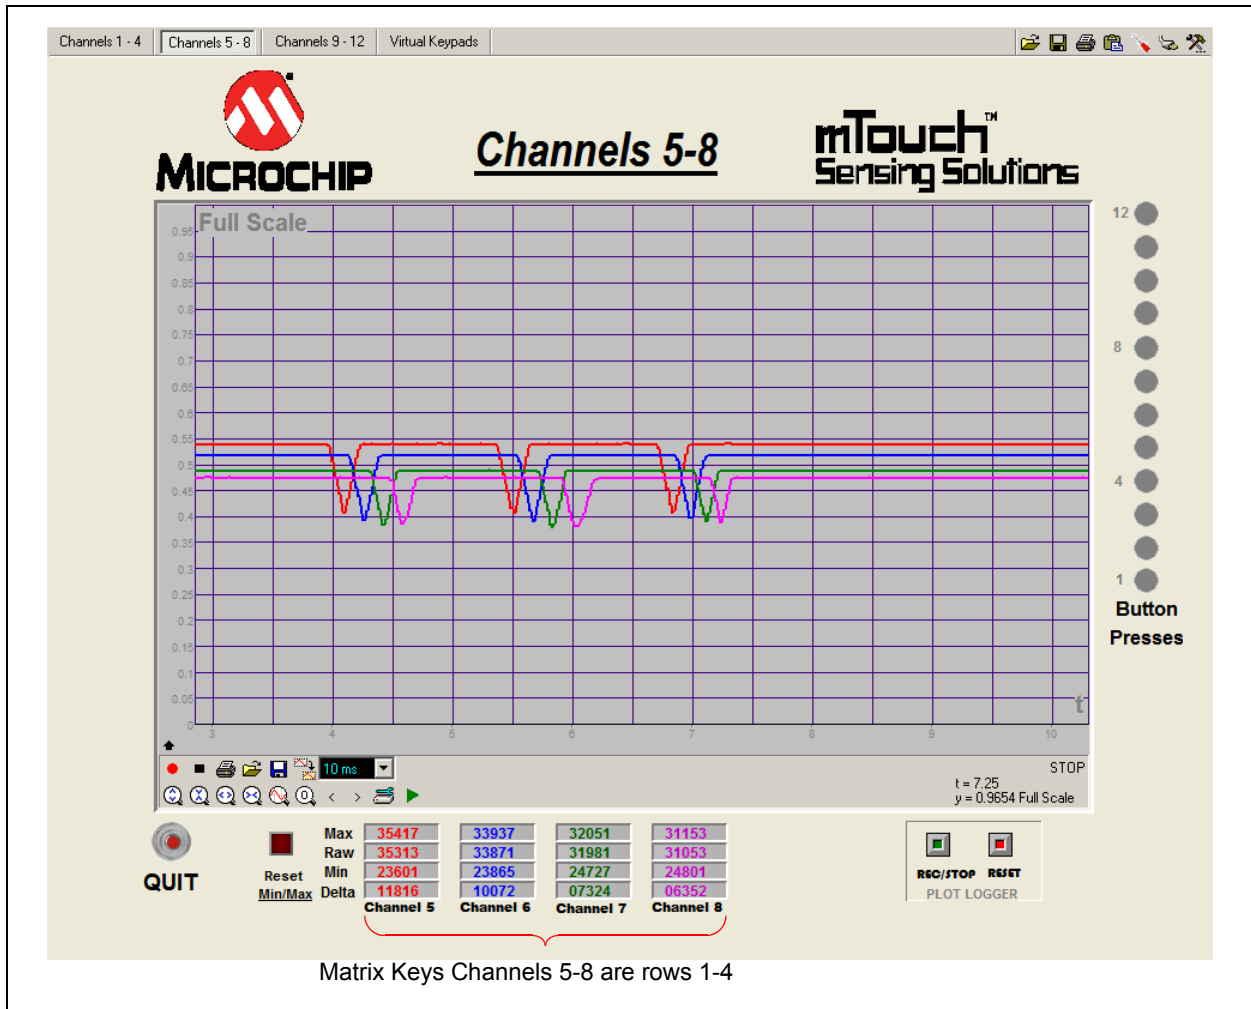 Channels 1 - 4 Channels 5 - 8 Channels 9 - 12 Virtual Keypads
MICROCHIP
Channels 5-8
mTouch™
Sensing Solutions
Full Scale
0.95
0.9
0.85
0.8
0.75
0.7
0.65
0.6
0.55
0.5
0.45
0.4
0.35
0.3
0.25
0.2
0.15
0.1
0.05
0
3 4 5 6 7 8 9 10
t
12
8
4
1
Button
Presses
10 ms
STOP
t = 7.25
y = 0.9654 Full Scale
QUIT
Reset
Min/Max
Max 35417 33937 32051 31153
Raw 35313 33871 31981 31053
Min 23601 23865 24727 24801
Delta 11816 10072 07324 06352
Channel 5 Channel 6 Channel 7 Channel 8
REC/STOP RESET
PLOT LOGGER
Matrix Keys Channels 5-8 are rows 1-4